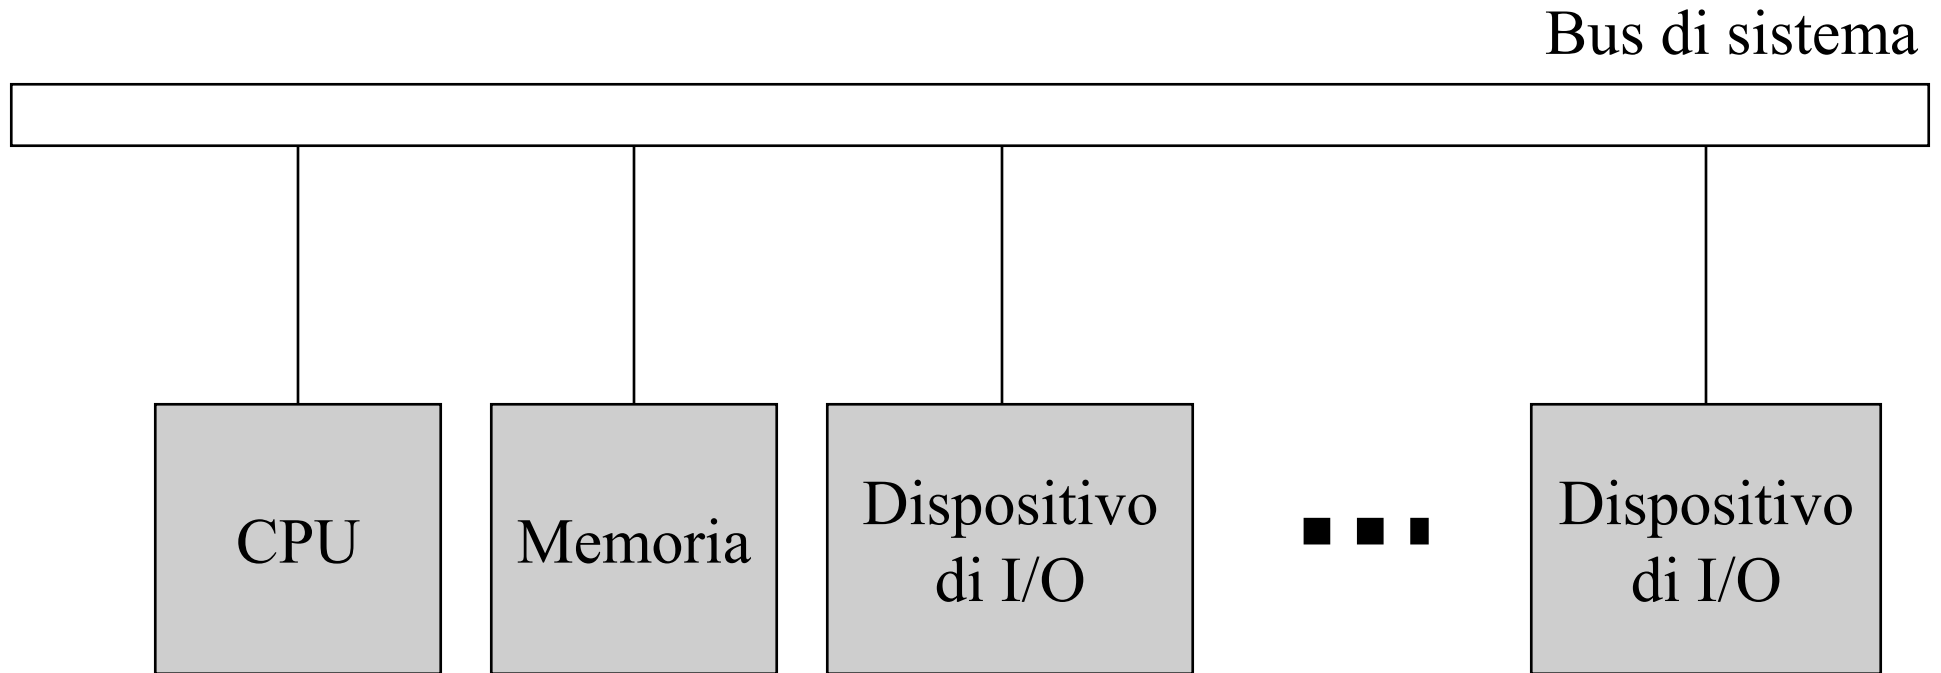 Bus di sistema
CPU
Memoria
Dispositivo
di I/O
Dispositivo
di I/O